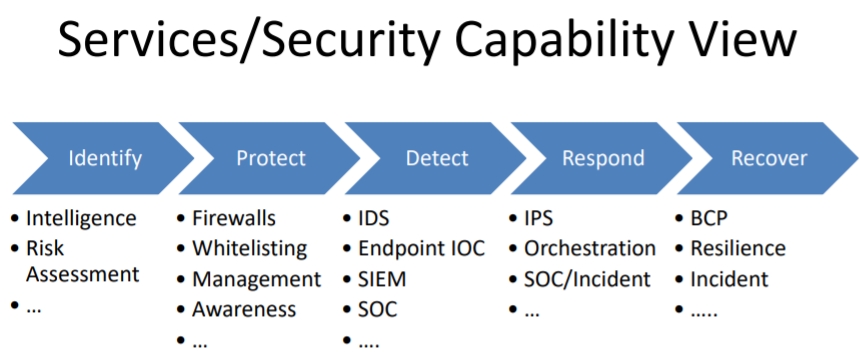 Services/Security Capability View
Identify
Protect
Detect
Respond
Recover
• Intelligence
• Risk
Assessment
• ...
• Firewalls
• Whitelisting
• Management
• Awareness
• ...
• IDS
• Endpoint IOC
• SIEM
• SOC
• ....
• IPS
• Orchestration
• SOC/Incident
• ...
• BCP
• Resilience
• Incident
• .....